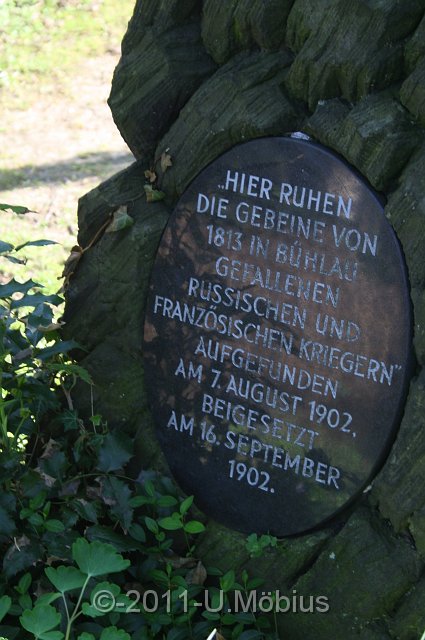 „HIER RUHEN
DIE GEBEINE VON
1813 IN BÜHLAU
GEFALLENEN
RUSSISCHEN UND
FRANZÖSISCHEN KRIEGERN"
AUFGEFUNDEN
AM 7. AUGUST 1902,
BEIGESETZT
AM 16. SEPTEMBER
1902.
©-2011-U.Möbius